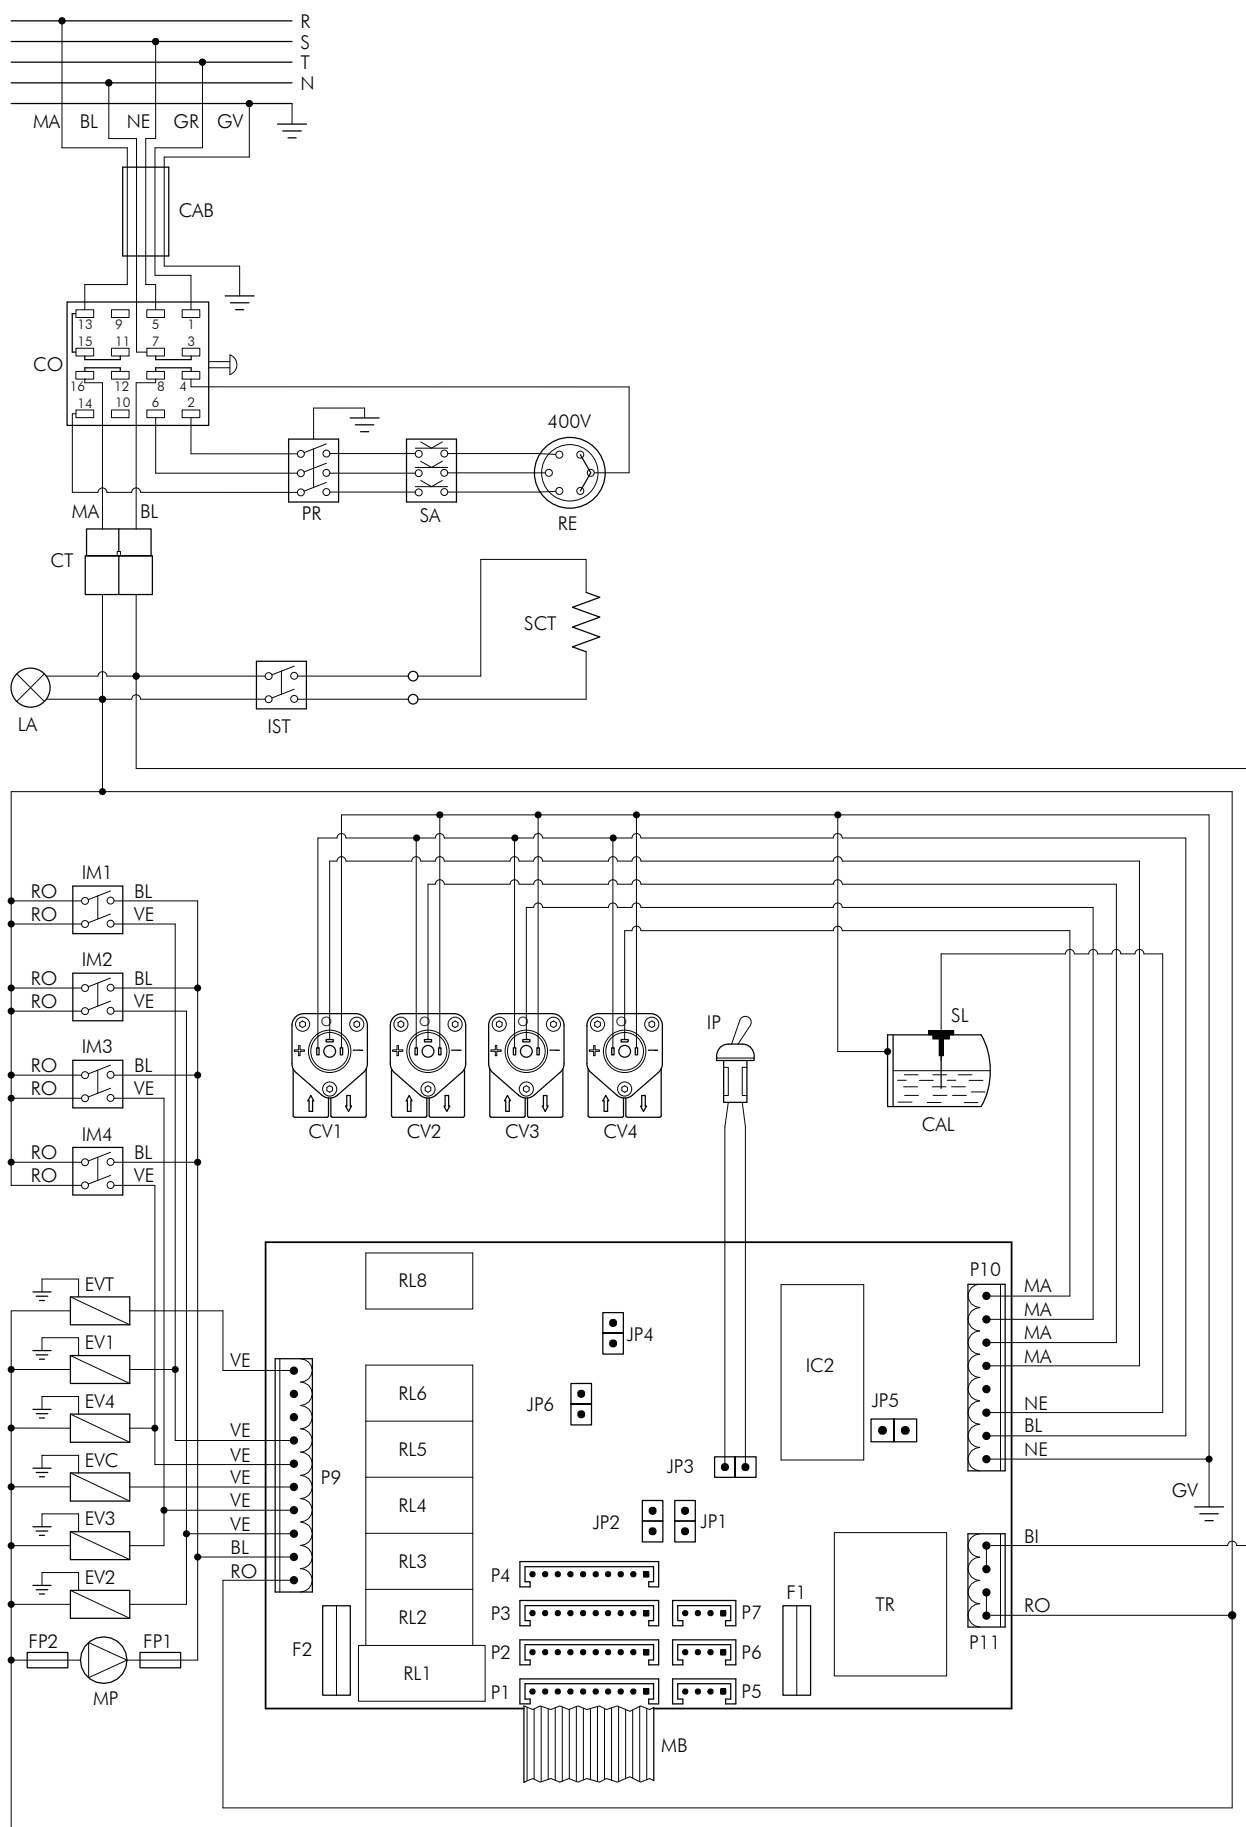 R
S
T
N
MA BL NE GR GV
CAB
13 9 5 1
15 11 7 3
CO
16 12 8 4
14 10 6 2
400V
MA BL PR SA RE
CT
SCT
LA IST
IM1
RO BL
RO VE
IM2
RO BL
RO VE
IM3
RO BL
RO VE
IM4
RO BL
RO VE
IP SL
+ − + − + − + −
CV1 CV2 CV3 CV4 CAL
P10
EVT RL8 MA
MA
JP4
EV1 MA
VE IC2 MA
RL6
EV4 JP6 JP5 NE
VE BL
VE RL5 NE
EVC JP3
VE P9 GV
VE RL4
EV3 JP2 JP1
VE BI
BL RL3
RO P4
EV2 F1 TR RO
RL2 P3 P7
FP2 FP1 F2 P2 P6 P11
MP RL1 P1 P5
MB